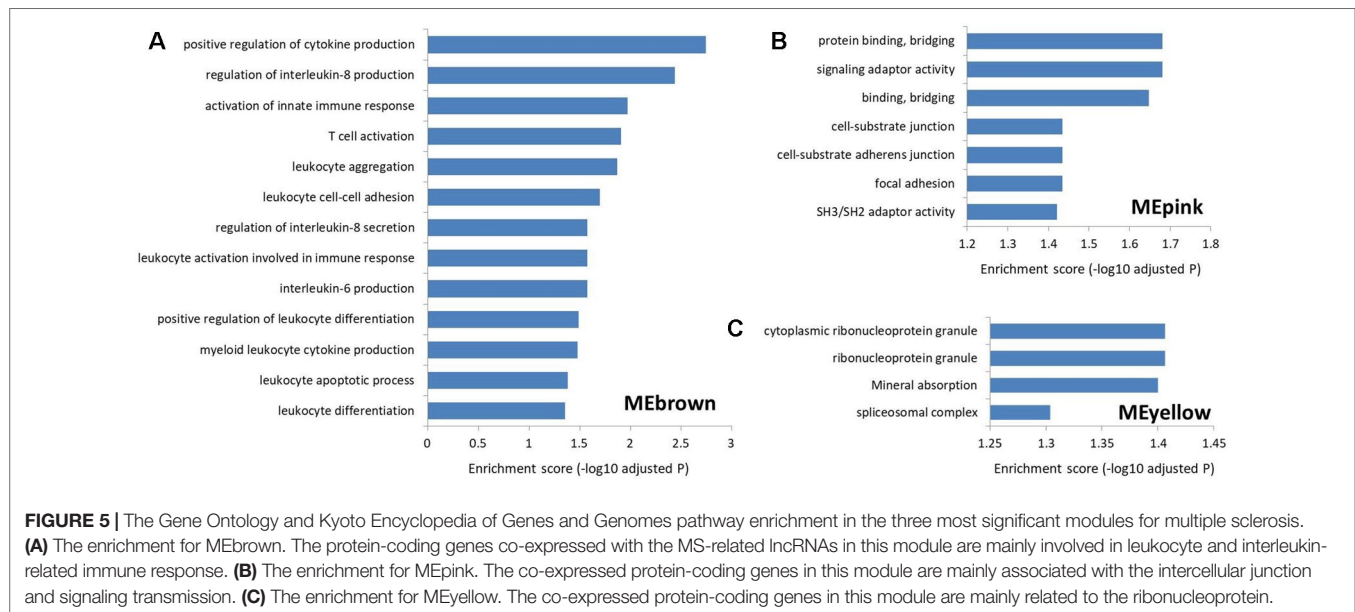 A
positive regulation of cytokine production
regulation of interleukin-8 production
activation of innate immune response
T cell activation
leukocyte aggregation
leukocyte cell-cell adhesion
regulation of interleukin-8 secretion
leukocyte activation involved in immune response
interleukin-6 production
positive regulation of leukocyte differentiation
myeloid leukocyte cytokine production
leukocyte apoptotic process
leukocyte differentiation
MEbrown
0 0.5 1 1.5 2 2.5 3
Enrichment score (-log10 adjusted P)
B
protein binding, bridging
signaling adaptor activity
binding, bridging
cell-substrate junction
cell-substrate adherens junction
focal adhesion
SH3/SH2 adaptor activity
MEpink
1.2 1.3 1.4 1.5 1.6 1.7 1.8
Enrichment score (-log10 adjusted P)
C
cytoplasmic ribonucleoprotein granule
ribonucleoprotein granule
Mineral absorption
spliceosomal complex
MEyellow
1.25 1.3 1.35 1.4 1.45
Enrichment score (-log10 adjusted P)
FIGURE 5 | The Gene Ontology and Kyoto Encyclopedia of Genes and Genomes pathway enrichment in the three most significant modules for multiple sclerosis.
(A) The enrichment for MEbrown. The protein-coding genes co-expressed with the MS-related lncRNAs in this module are mainly involved in leukocyte and interleukin-
related immune response. (B) The enrichment for MEpink. The co-expressed protein-coding genes in this module are mainly associated with the intercellular junction
and signaling transmission. (C) The enrichment for MEyellow. The co-expressed protein-coding genes in this module are mainly related to the ribonucleoprotein.